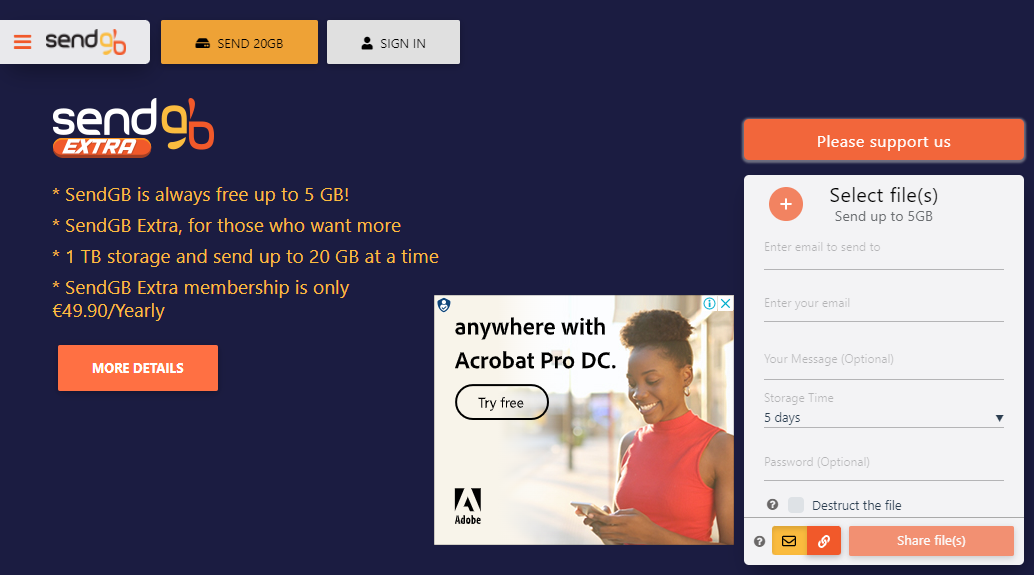 sendgb
SEND 20GB
SIGN IN
sendgb
EXTRA
* SendGB is always free up to 5 GB!
* SendGB Extra, for those who want more
* 1 TB storage and send up to 20 GB at a time
* SendGB Extra membership is only
€49.90/Yearly
MORE DETAILS
anywhere with
Acrobat Pro DC.
Try free
Adobe
Please support us
Select file(s)
Send up to 5GB
Enter email to send to
Enter your email
Your Message (Optional)
Storage Time
5 days
Password (Optional)
Destruct the file
Share file(s)